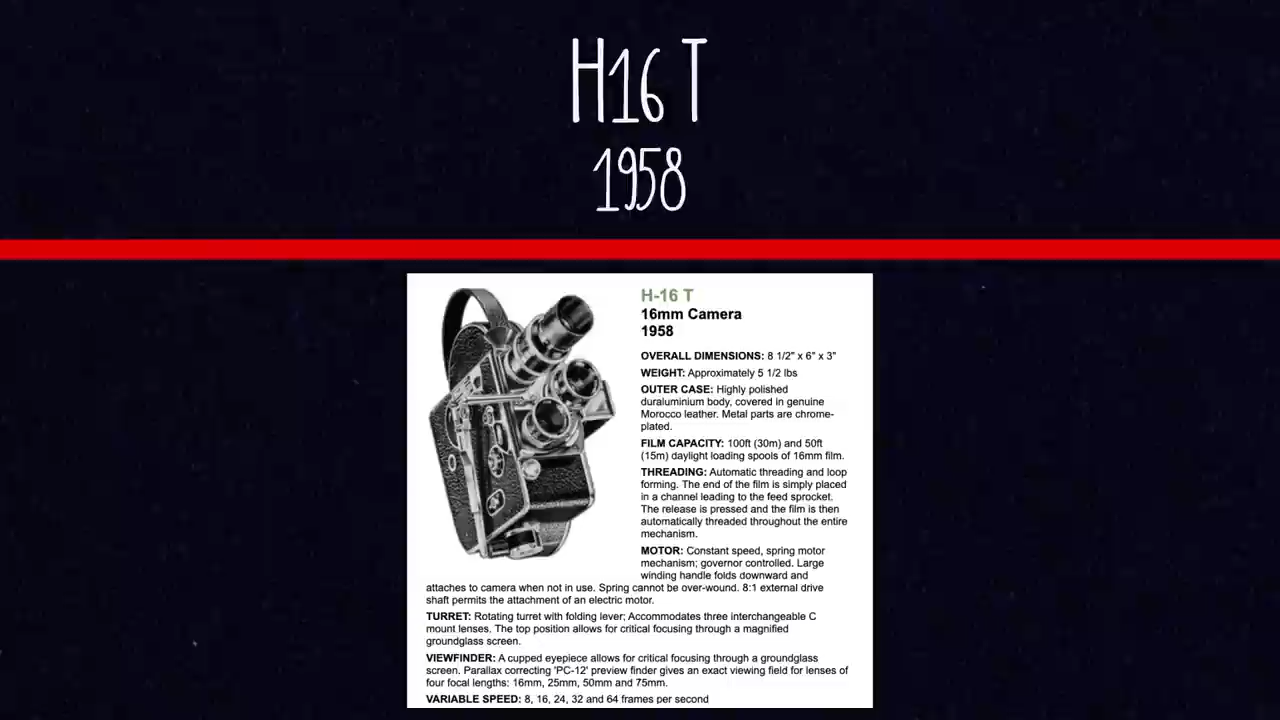 H16 T
1958
H-16 T
16mm Camera
1958
OVERALL DIMENSIONS: 8 1/2" x 6" x 3"
WEIGHT: Approximately 5 1/2 lbs
OUTER CASE: Highly polished
duraluminium body, covered in genuine
Morocco leather. Metal parts are chrome-
plated.
FILM CAPACITY: 100ft (30m) and 50ft
(15m) daylight loading spools of 16mm film.
THREADING: Automatic threading and loop
forming. The end of the film is simply placed
in a channel leading to the feed sprocket.
The release is pressed and the film is then
automatically threaded throughout the entire
mechanism.
MOTOR: Constant speed, spring motor
mechanism; governor controlled. Large
winding handle folds downward and
attaches to camera when not in use. Spring cannot be over-wound. 8:1 external drive
shaft permits the attachment of an electric motor.
TURRET: Rotating turret with folding lever; Accommodates three interchangeable C
mount lenses. The top position allows for critical focusing through a magnified
groundglass screen.
VIEWFINDER: A cupped eyepiece allows for critical focusing through a groundglass
screen. Parallax correcting 'PC-12' preview finder gives an exact viewing field for lenses of
four focal lengths: 16mm, 25mm, 50mm and 75mm.
VARIABLE SPEED: 8, 16, 24, 32 and 64 frames per second